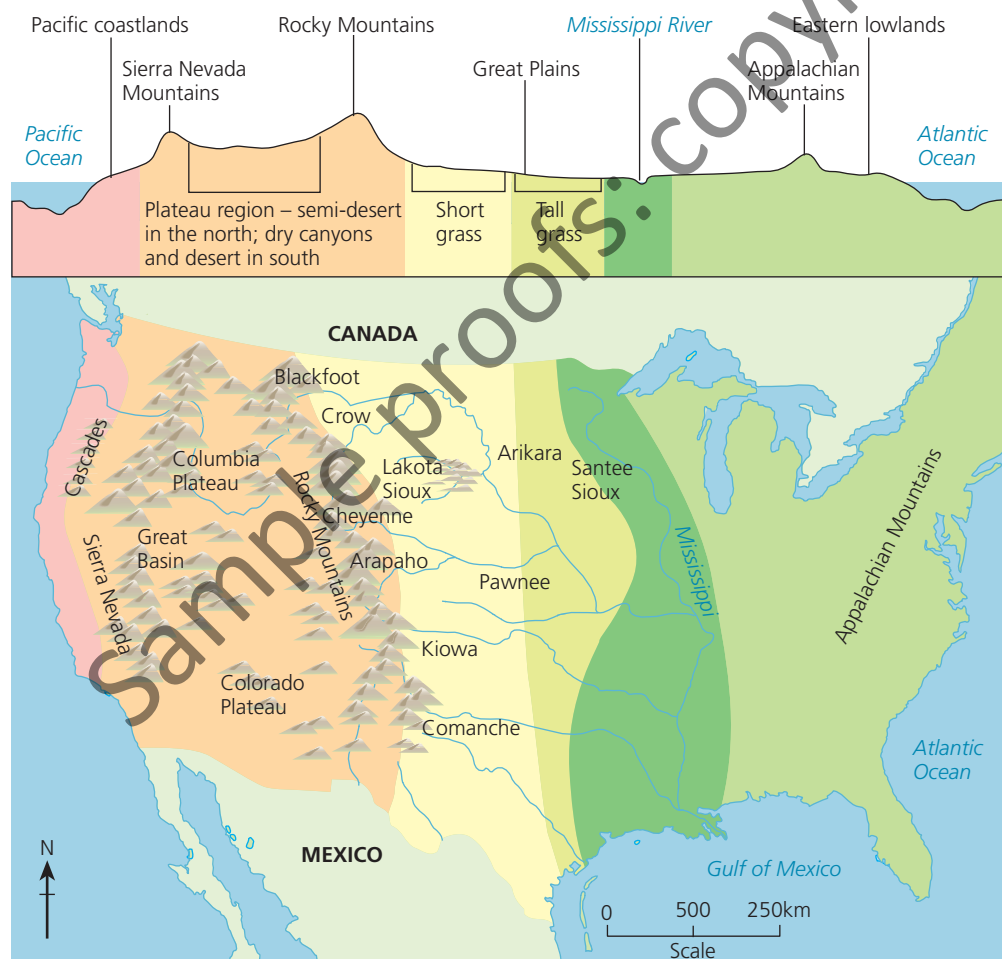 Pacific coastlands
Rocky Mountains
Mississippi River
Eastern lowlands
Sierra Nevada
Mountains
Great Plains
Appalachian
Mountains
Pacific
Ocean
Atlantic
Ocean
Plateau region – semi-desert
in the north; dry canyons
and desert in south
Short
grass
Tall
grass
CANADA
Blackfoot
Crow
Cascades
Columbia
Plateau
Rocky Mountains
Lakota
Sioux
Arikara
Santee
Sioux
Cheyenne
Great
Basin
Arapaho
Sierra Nevada
Pawnee
Mississippi
Appalachian Mountains
Kiowa
Colorado
Plateau
Comanche
Atlantic
Ocean
MEXICO
Gulf of Mexico
N
0 500 250km
Scale
Sample proofs: copy